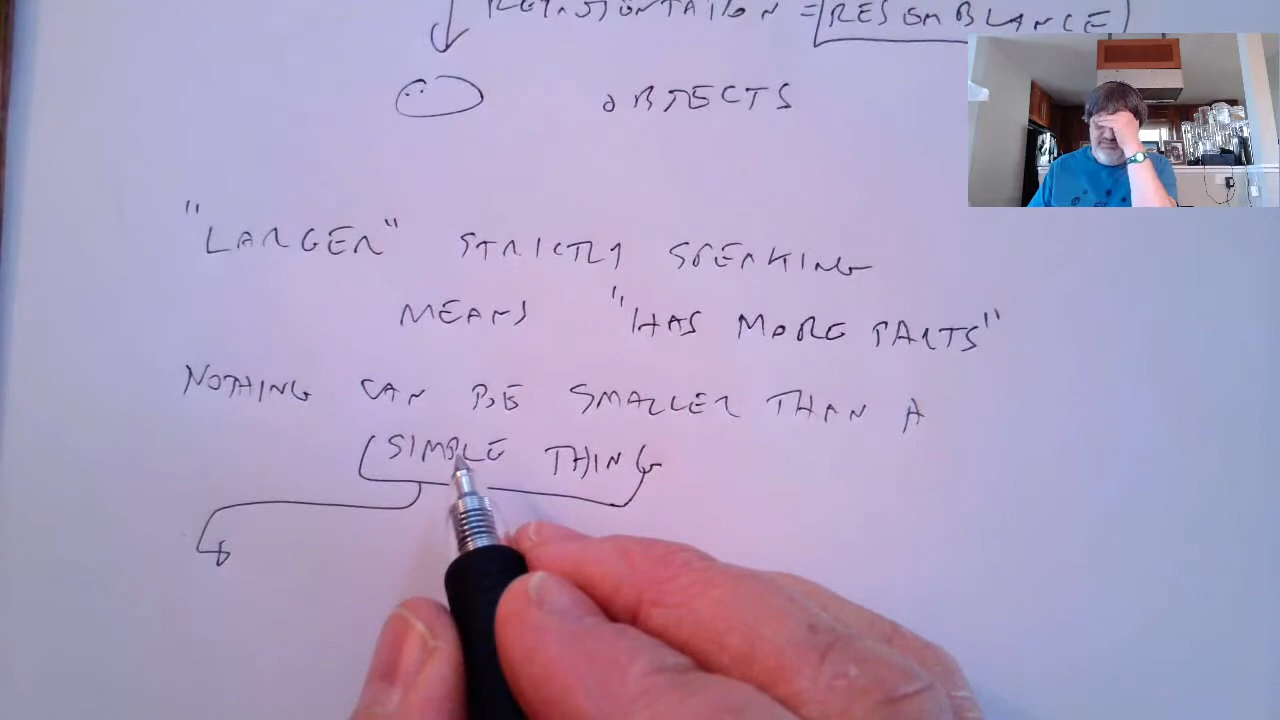 REPRESENTATION = RESEMBLANCE
OBJECTS
"LARGER" STRICTLY SPEAKING
MEANS "HAS MORE PARTS"
NOTHING CAN BE SMALLER THAN A
SIMPLE THING